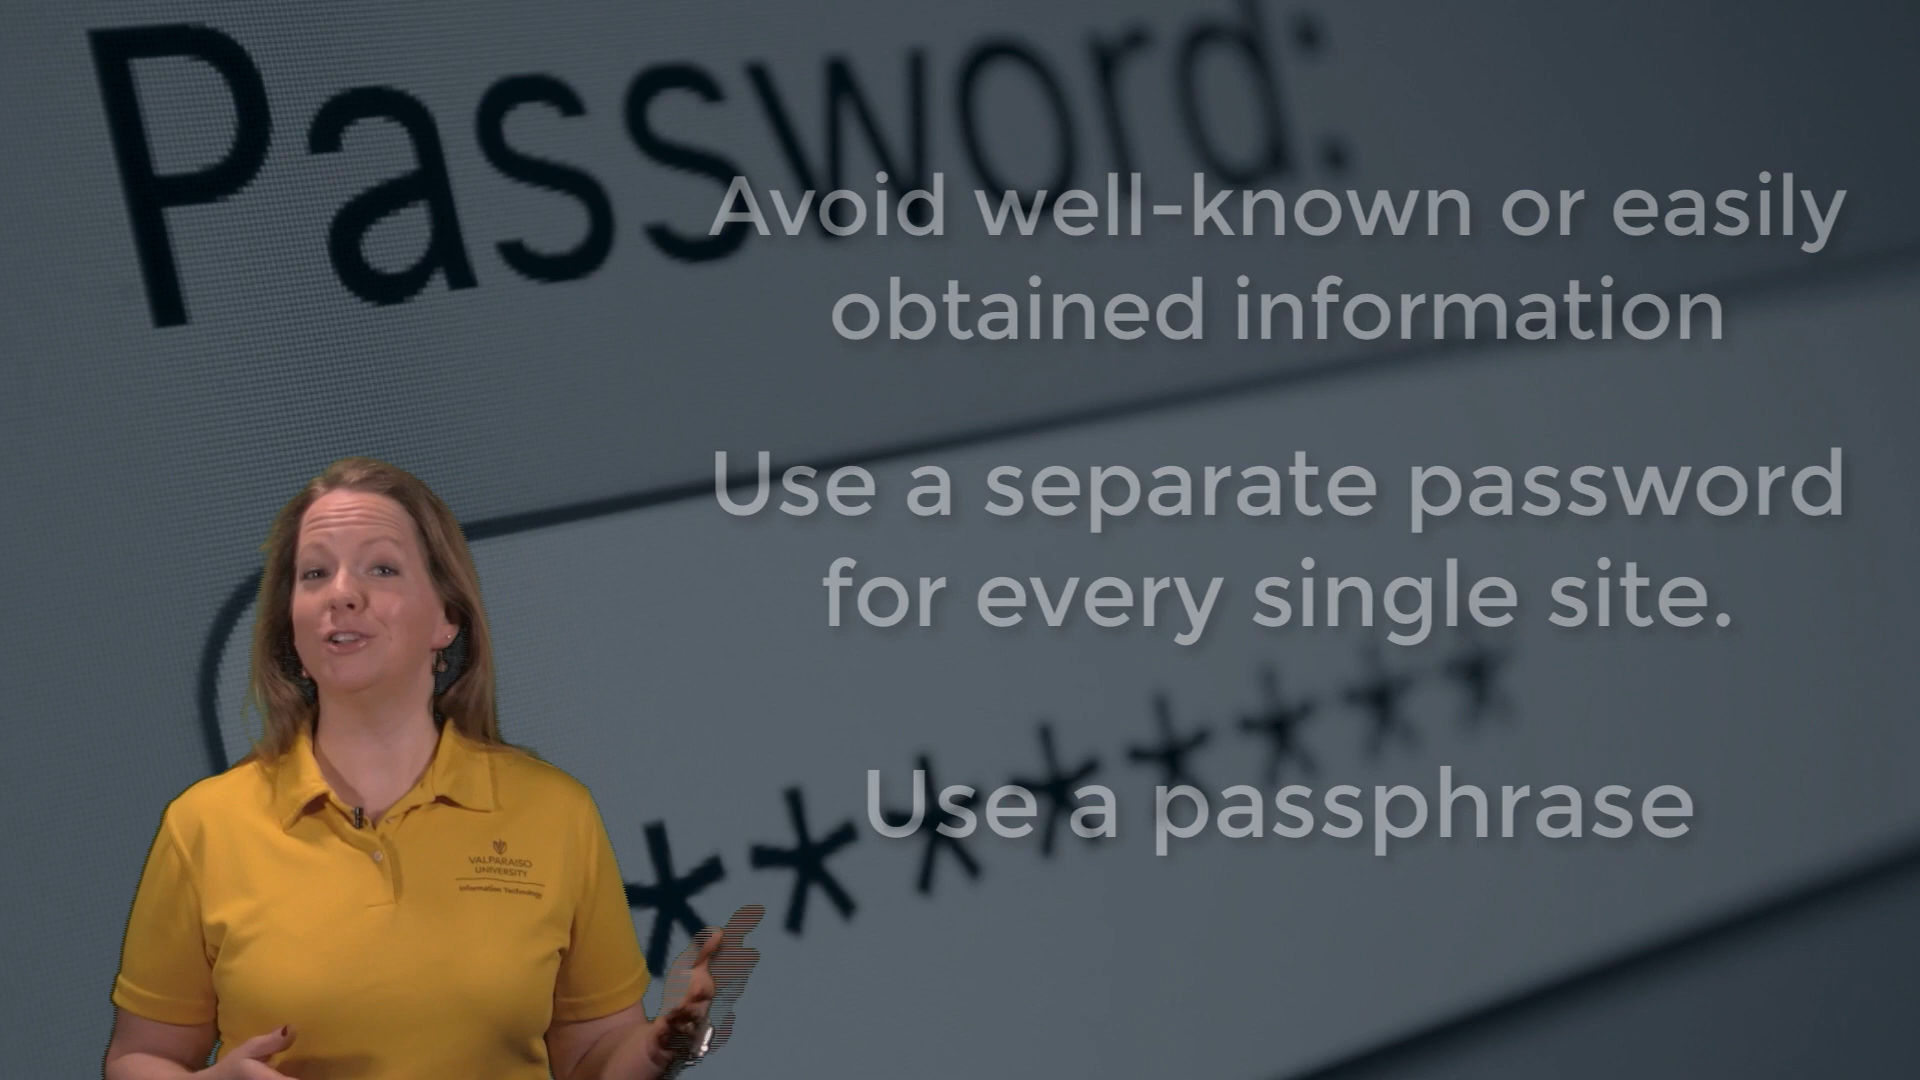 Password:
Avoid well-known or easily
obtained information
Use a separate password
for every single site.
Use a passphrase
********
VALPARAISO
UNIVERSITY
Information Technology